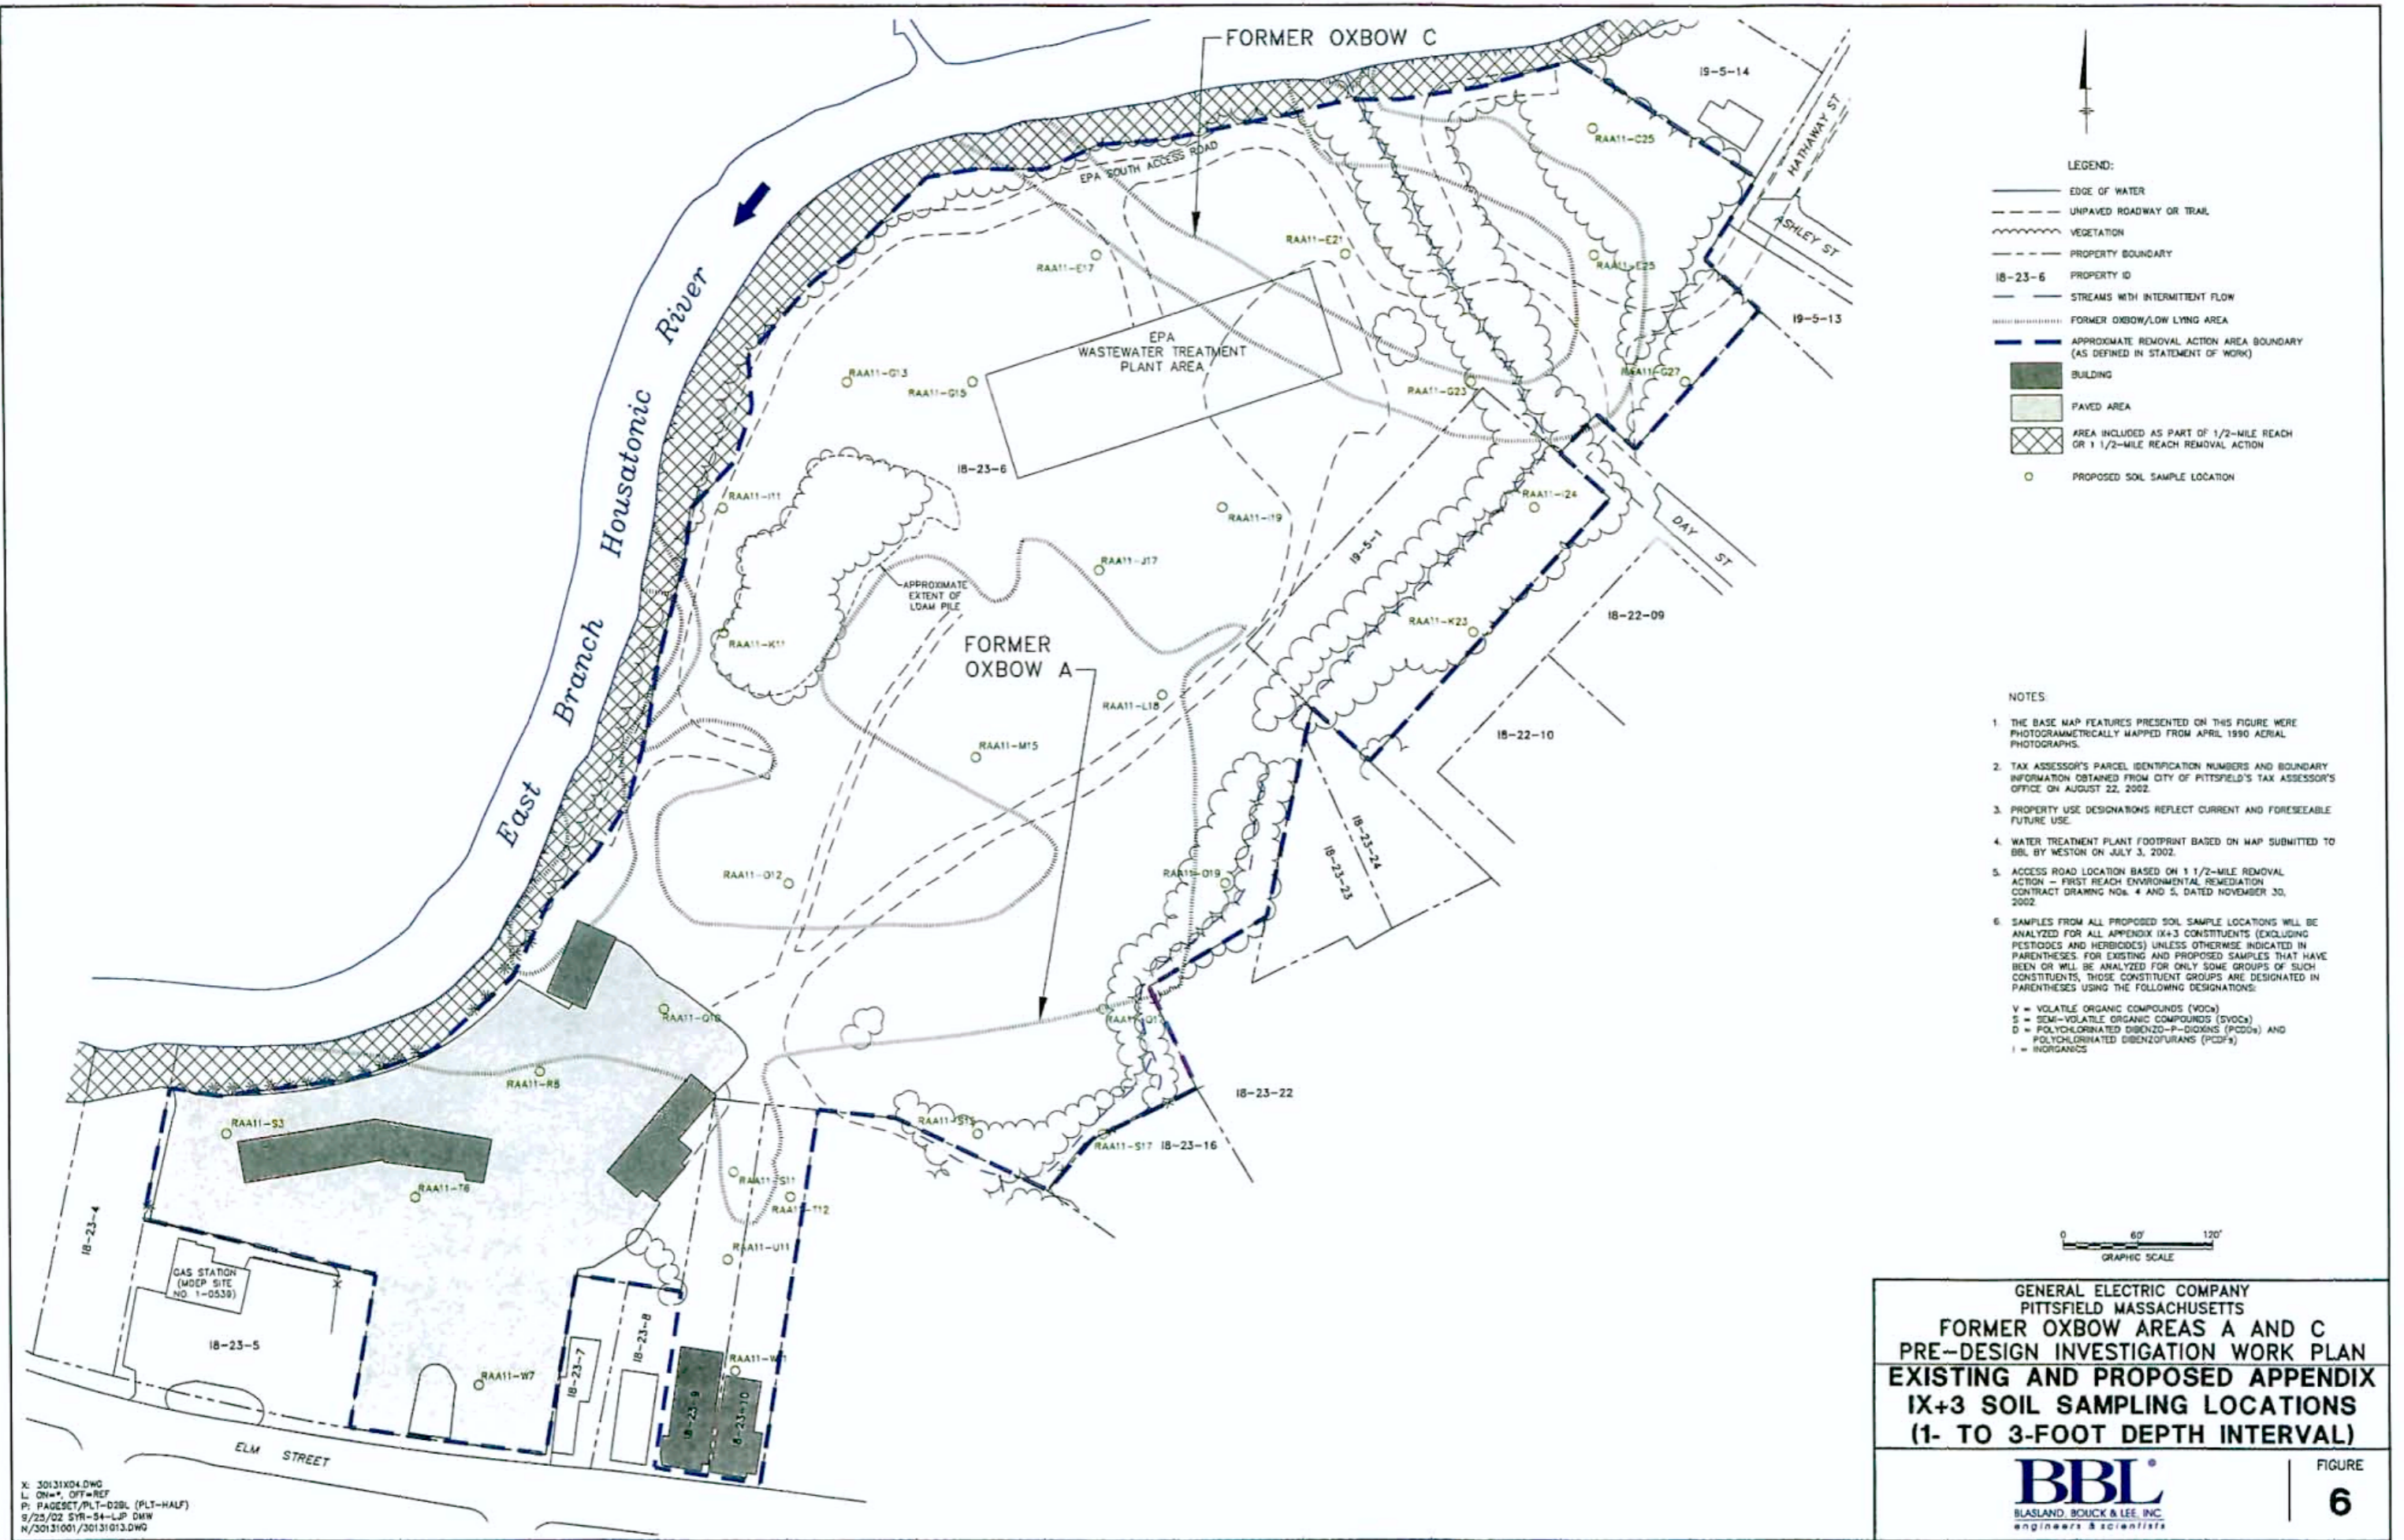 FORMER OXBOW C
19-5-14
HATHAWAY ST
ASHLEY ST
19-5-13
EPA SOUTH ACCESS ROAD
RAA11-C25
RAA11-E21
RAA11-E17
RAA11-E25
EPA
WASTEWATER TREATMENT
PLANT AREA
RAA11-G13
RAA11-G15
RAA11-G23
RAA11-G27
18-23-6
RAA11-I11
RAA11-I19
RAA11-I24
19-5-1
DAY ST
RAA11-J17
APPROXIMATE
EXTENT OF
LOAM PILE
18-22-09
RAA11-K11
RAA11-K23
FORMER
OXBOW A
RAA11-L18
RAA11-M15
18-22-10
East Branch Housatonic River
18-23-24
18-23-23
RAA11-O12
RAA11-O19
RAA11-Q10
RAA11-Q17
RAA11-R8
18-23-22
RAA11-S3
RAA11-S15
RAA11-S17
18-23-16
RAA11-T6
RAA11-S11
RAA11-T12
RAA11-U11
18-23-4
GAS STATION
(MDEP SITE
NO. 1-0539)
18-23-5
RAA11-W7
18-23-7
18-23-8
RAA11-W11
18-23-9
18-23-10
ELM STREET
X: 30131X04.DWG
L: ON=*, OFF=REF
P: PAGESET/PLT-D2BL (PLT-HALF)
9/25/02 SYR-54-LJP DMW
N/30131001/30131G13.DWG
LEGEND:
EDGE OF WATER
UNPAVED ROADWAY OR TRAIL
VEGETATION
PROPERTY BOUNDARY
18-23-6 PROPERTY ID
STREAMS WITH INTERMITTENT FLOW
FORMER OXBOW/LOW LYING AREA
APPROXIMATE REMOVAL ACTION AREA BOUNDARY
(AS DEFINED IN STATEMENT OF WORK)
BUILDING
PAVED AREA
AREA INCLUDED AS PART OF 1/2-MILE REACH
OR 1 1/2-MILE REACH REMOVAL ACTION
PROPOSED SOIL SAMPLE LOCATION
NOTES:
1. THE BASE MAP FEATURES PRESENTED ON THIS FIGURE WERE
PHOTOGRAMMETRICALLY MAPPED FROM APRIL 1990 AERIAL
PHOTOGRAPHS.
2. TAX ASSESSOR'S PARCEL IDENTIFICATION NUMBERS AND BOUNDARY
INFORMATION OBTAINED FROM CITY OF PITTSFIELD'S TAX ASSESSOR'S
OFFICE ON AUGUST 22, 2002.
3. PROPERTY USE DESIGNATIONS REFLECT CURRENT AND FORESEEABLE
FUTURE USE.
4. WATER TREATMENT PLANT FOOTPRINT BASED ON MAP SUBMITTED TO
BBL BY WESTON ON JULY 3, 2002.
5. ACCESS ROAD LOCATION BASED ON 1 1/2-MILE REMOVAL
ACTION - FIRST REACH ENVIRONMENTAL REMEDIATION
CONTRACT DRAWING NOs. 4 AND 5, DATED NOVEMBER 30,
2002.
6. SAMPLES FROM ALL PROPOSED SOIL SAMPLE LOCATIONS WILL BE
ANALYZED FOR ALL APPENDIX IX+3 CONSTITUENTS (EXCLUDING
PESTICIDES AND HERBICIDES) UNLESS OTHERWISE INDICATED IN
PARENTHESES. FOR EXISTING AND PROPOSED SAMPLES THAT HAVE
BEEN OR WILL BE ANALYZED FOR ONLY SOME GROUPS OF SUCH
CONSTITUENTS, THOSE CONSTITUENT GROUPS ARE DESIGNATED IN
PARENTHESES USING THE FOLLOWING DESIGNATIONS:
V = VOLATILE ORGANIC COMPOUNDS (VOCs)
S = SEMI-VOLATILE ORGANIC COMPOUNDS (SVOCs)
D = POLYCHLORINATED DIBENZO-P-DIOXINS (PCDDs) AND
POLYCHLORINATED DIBENZOFURANS (PCDFs)
I = INORGANICS
0 60' 120'
GRAPHIC SCALE
GENERAL ELECTRIC COMPANY
PITTSFIELD MASSACHUSETTS
FORMER OXBOW AREAS A AND C
PRE-DESIGN INVESTIGATION WORK PLAN
EXISTING AND PROPOSED APPENDIX
IX+3 SOIL SAMPLING LOCATIONS
(1- TO 3-FOOT DEPTH INTERVAL)
BBL
BLASLAND, BOUCK & LEE, INC.
engineers & scientists
FIGURE
6